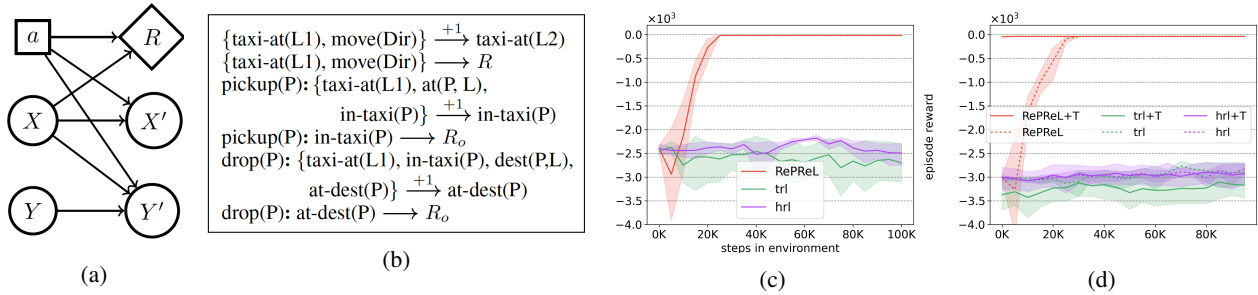 a
R
X
X′
Y
Y′
(a)
{taxi-at(L1), move(Dir)} +1⟶ taxi-at(L2)
{taxi-at(L1), move(Dir)} ⟶ R
pickup(P): {taxi-at(L1), at(P, L),
in-taxi(P)} +1⟶ in-taxi(P)
pickup(P): in-taxi(P) ⟶ Rₒ
drop(P): {taxi-at(L1), in-taxi(P), dest(P,L),
at-dest(P)} +1⟶ at-dest(P)
drop(P): at-dest(P) ⟶ Rₒ
(b)
×10³
0.0
−0.5
−1.0
−1.5
−2.0
−2.5
−3.0
−3.5
−4.0
RePReL
trl
hrl
0K 20K 40K 60K 80K 100K
steps in environment
(c)
×10³
episode reward
0.0
−0.5
−1.0
−1.5
−2.0
−2.5
−3.0
−3.5
−4.0
RePReL+T trl+T hrl+T
RePReL trl hrl
0K 20K 40K 60K 80K
(d)